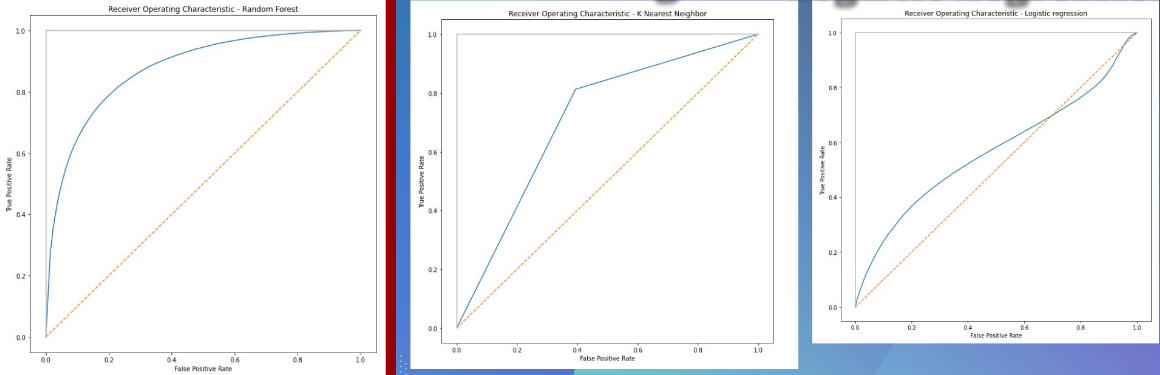 Receiver Operating Characteristic - Random Forest
1.0
0.8
0.6
0.4
0.2
0.0
True Positive Rate
0.0 0.2 0.4 0.6 0.8 1.0
False Positive Rate
Receiver Operating Characteristic - K Nearest Neighbor
1.0
0.8
0.6
0.4
0.2
0.0
True Positive Rate
0.0 0.2 0.4 0.6 0.8 1.0
False Positive Rate
Receiver Operating Characteristic - Logistic regression
1.0
0.8
0.6
0.4
0.2
0.0
True Positive Rate
0.0 0.2 0.4 0.6 0.8 1.0
False Positive Rate